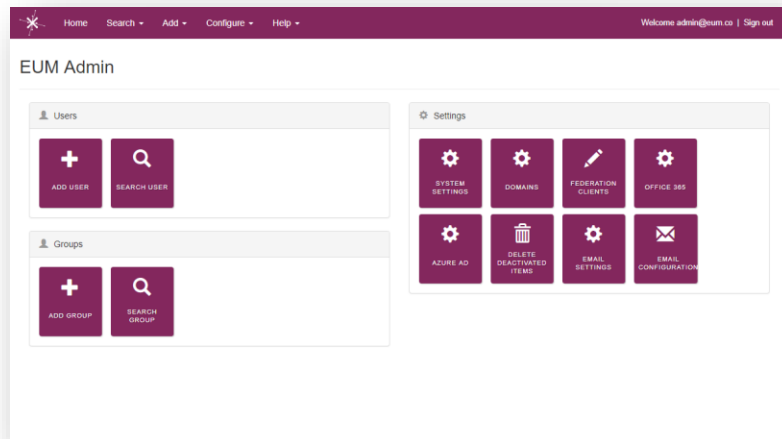 Home Search Add Configure Help Welcome admin@eum.co | Sign out
EUM Admin
Users
ADD USER
SEARCH USER
Groups
ADD GROUP
SEARCH
GROUP
Settings
SYSTEM
SETTINGS
DOMAINS
FEDERATION
CLIENTS
OFFICE 365
AZURE AD
DELETE
DEACTIVATED
ITEMS
EMAIL
SETTINGS
EMAIL
CONFIGURATION